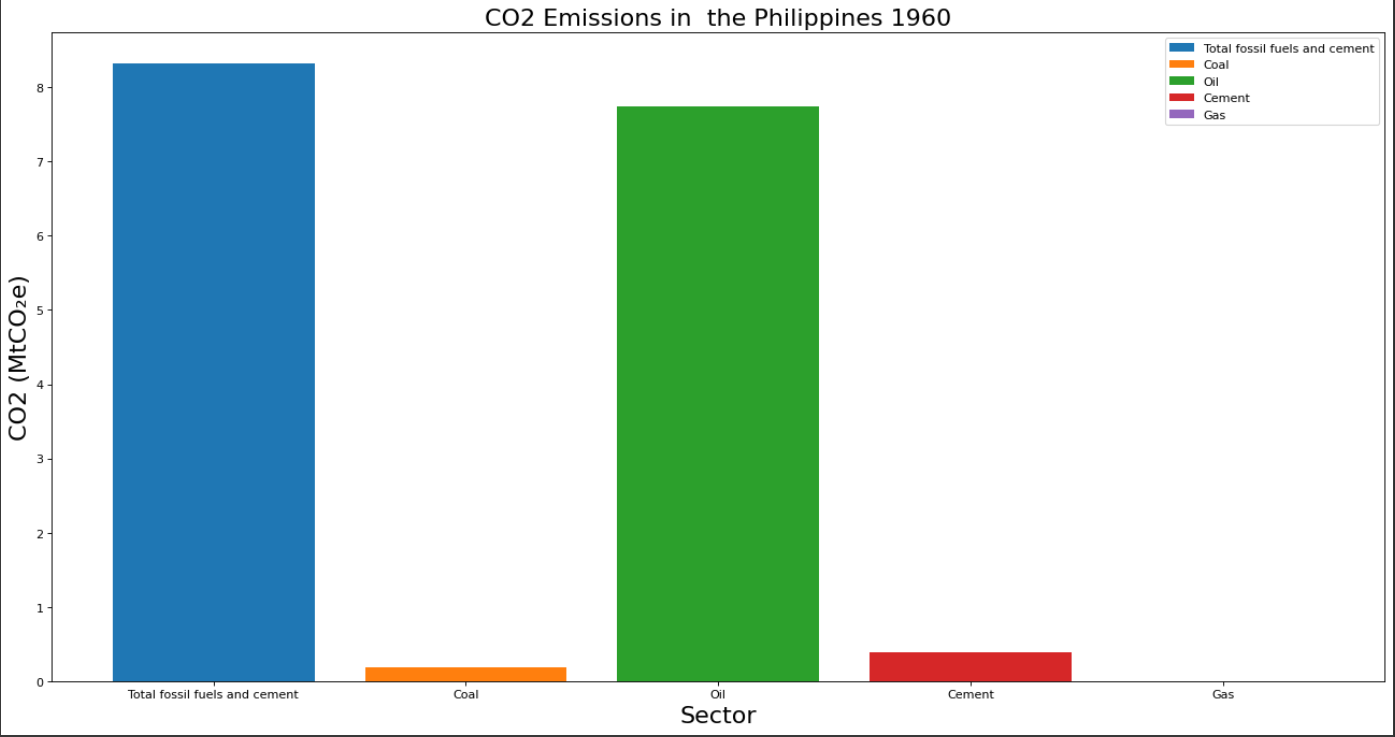 CO2 Emissions in  the Philippines 1960
Total fossil fuels and cement
Coal
Oil
Cement
Gas
CO2 (MtCO₂e)
8
7
6
5
4
3
2
1
0
Total fossil fuels and cement
Coal
Oil
Cement
Gas
Sector